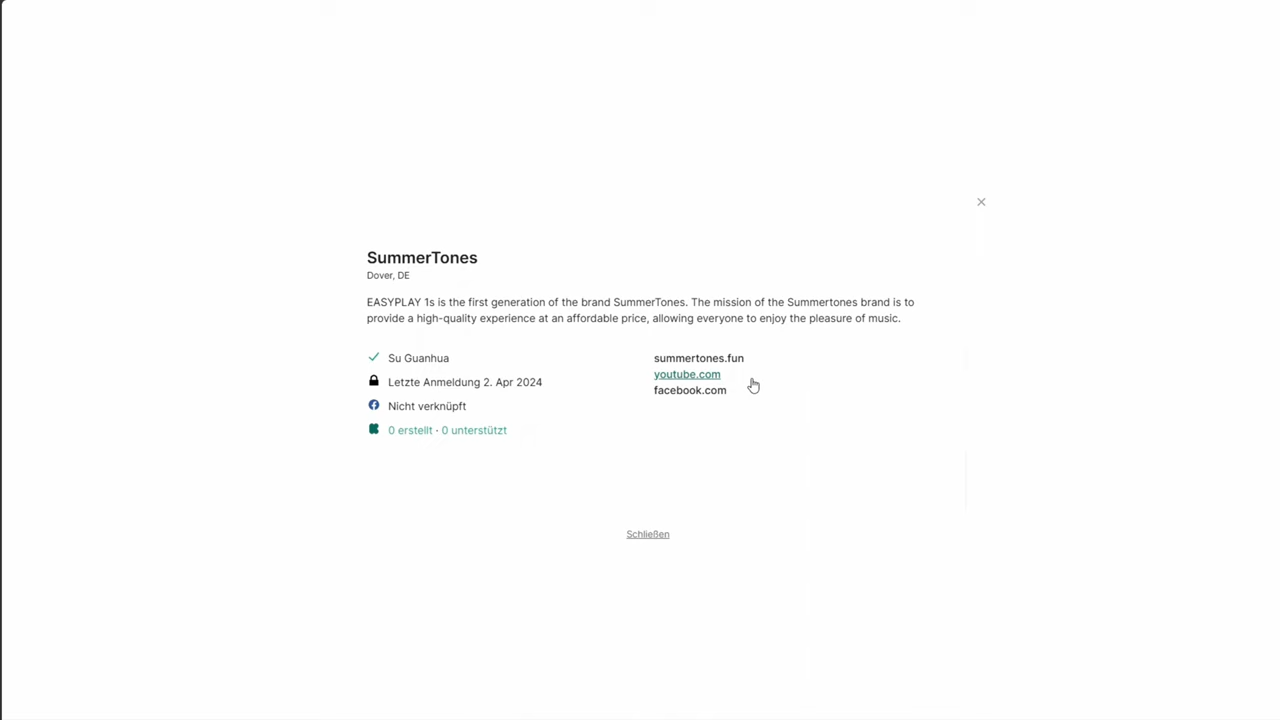 SummerTones
Dover, DE
EASYPLAY 1s is the first generation of the brand SummerTones. The mission of the Summertones brand is to
provide a high-quality experience at an affordable price, allowing everyone to enjoy the pleasure of music.
Su Guanhua
Letzte Anmeldung 2. Apr 2024
Nicht verknüpft
0 erstellt · 0 unterstützt
summertones.fun
youtube.com
facebook.com
Schließen